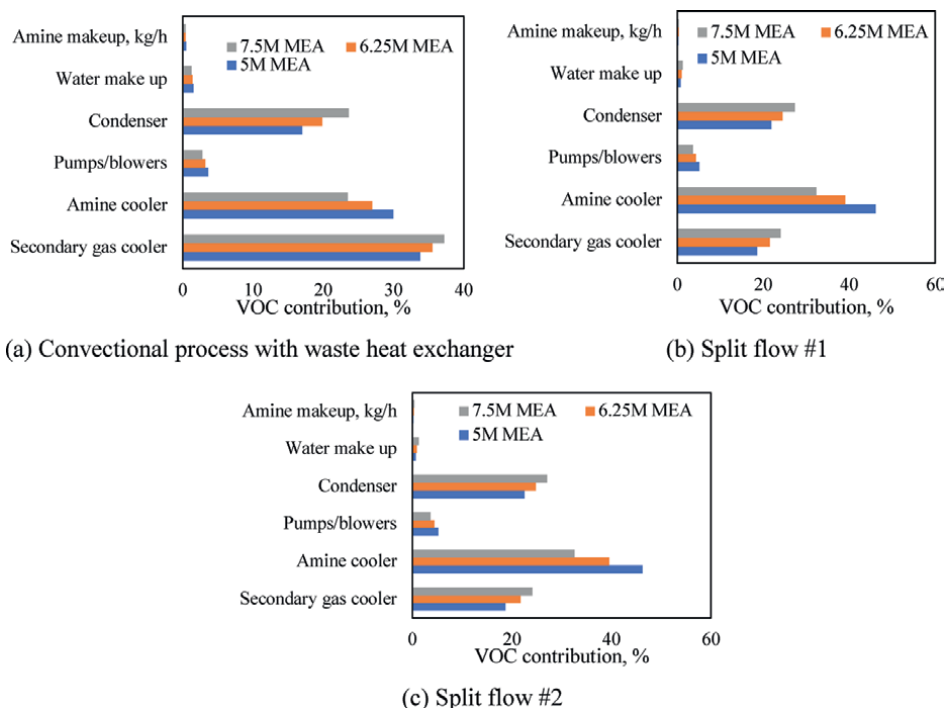 Amine makeup, kg/h
Water make up
Condenser
Pumps/blowers
Amine cooler
Secondary gas cooler
7.5M MEA
6.25M MEA
5M MEA
0 10 20 30 40
VOC contribution, %
(a) Convectional process with waste heat exchanger
Amine makeup, kg/h
Water make up
Condenser
Pumps/blowers
Amine cooler
Secondary gas cooler
7.5M MEA
6.25M MEA
5M MEA
0 20 40 60
VOC contribution, %
(b) Split flow #1
Amine makeup, kg/h
Water make up
Condenser
Pumps/blowers
Amine cooler
Secondary gas cooler
7.5M MEA
6.25M MEA
5M MEA
0 20 40 60
VOC contribution, %
(c) Split flow #2